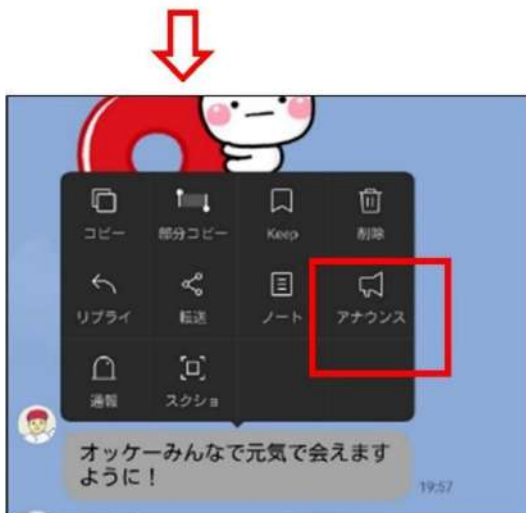 コピー
部分コピー
Keep
削除
リプライ
転送
ノート
アナウンス
通報
スクショ
オッケーみんなで元気で会えます
ように！
19:57